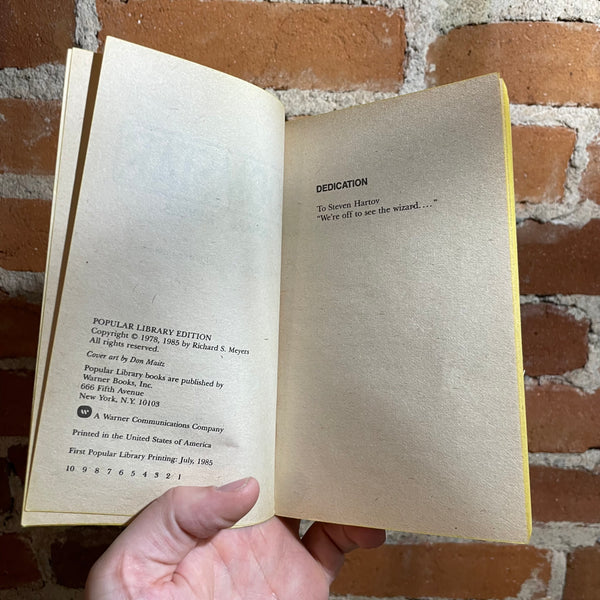 POPULAR LIBRARY EDITION
Copyright © 1978, 1985 by Richard S. Meyers
All rights reserved.
Cover art by Don Maitz
Popular Library books are published by
Warner Books, Inc.
666 Fifth Avenue
New York, N.Y. 10103
W A Warner Communications Company
Printed in the United States of America
First Popular Library Printing: July, 1985
10 9 8 7 6 5 4 3 2 1
DEDICATION
To Steven Hartov
"We're off to see the wizard. . . ."